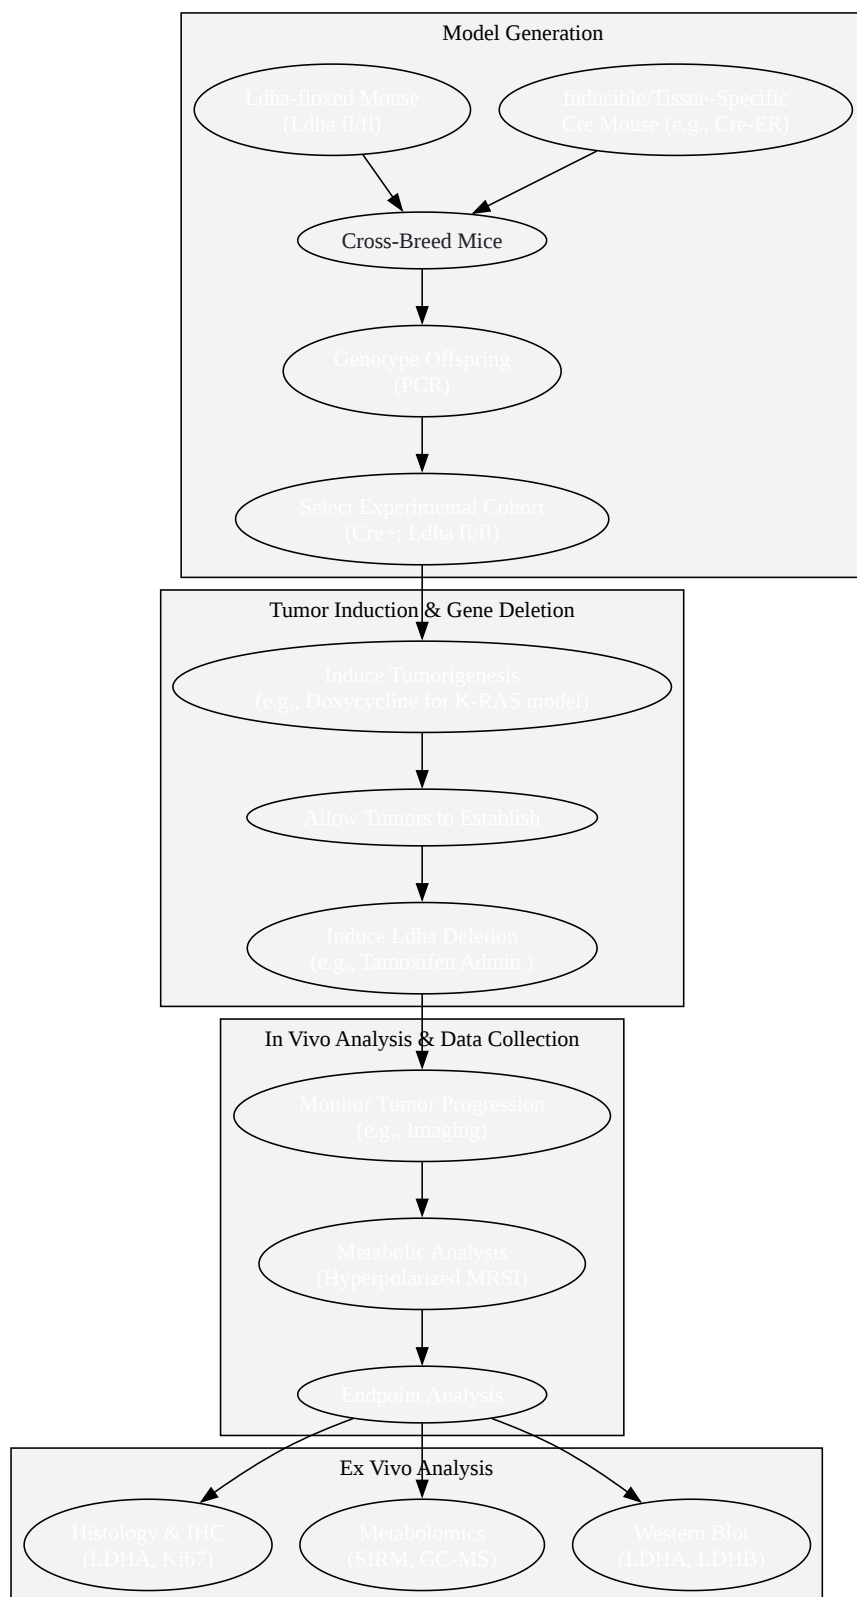 Model Generation
Ldha-floxed Mouse
(Ldha fl/fl)
Inducible/Tissue-Specific
Cre Mouse (e.g., Cre-ER)
Cross-Breed Mice
Genotype Offspring
(PCR)
Select Experimental Cohort
(Cre+; Ldha fl/fl)
Tumor Induction & Gene Deletion
Induce Tumorigenesis
(e.g., Doxycycline for K-RAS model)
Allow Tumors to Establish
Induce Ldha Deletion
(e.g., Tamoxifen Admin.)
In Vivo Analysis & Data Collection
Monitor Tumor Progression
(e.g., Imaging)
Metabolic Analysis
(Hyperpolarized MRSI)
Endpoint Analysis
Ex Vivo Analysis
Histology & IHC
(LDHA, Ki67)
Metabolomics
(SIRM, GC-MS)
Western Blot
(LDHA, LDHB)